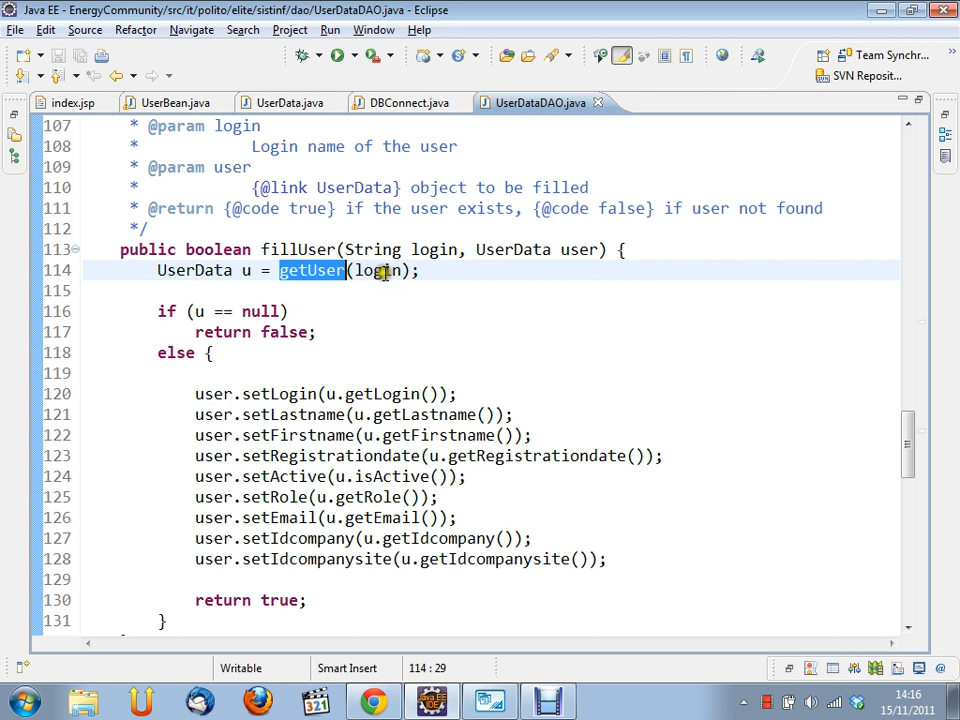 Java EE - EnergyCommunity/src/it/polito/elite/sistinf/dao/UserDataDAO.java - Eclipse
File Edit Source Refactor Navigate Search Project Run Window Help
Team Synchr...
SVN Reposit...
index.jsp UserBean.java UserData.java DBConnect.java UserDataDAO.java
107 * @param login
108 * Login name of the user
109 * @param user
110 * {@link UserData} object to be filled
111 * @return {@code true} if the user exists, {@code false} if user not found
112 */
113 public boolean fillUser(String login, UserData user) {
114 UserData u = getUser(login);
115
116 if (u == null)
117 return false;
118 else {
119
120 user.setLogin(u.getLogin());
121 user.setLastname(u.getLastname());
122 user.setFirstname(u.getFirstname());
123 user.setRegistrationdate(u.getRegistrationdate());
124 user.setActive(u.isActive());
125 user.setRole(u.getRole());
126 user.setEmail(u.getEmail());
127 user.setIdcompany(u.getIdcompany());
128 user.setIdcompanysite(u.getIdcompanysite());
129
130 return true;
131 }
Writable Smart Insert 114 : 29
321
14:16
15/11/2011